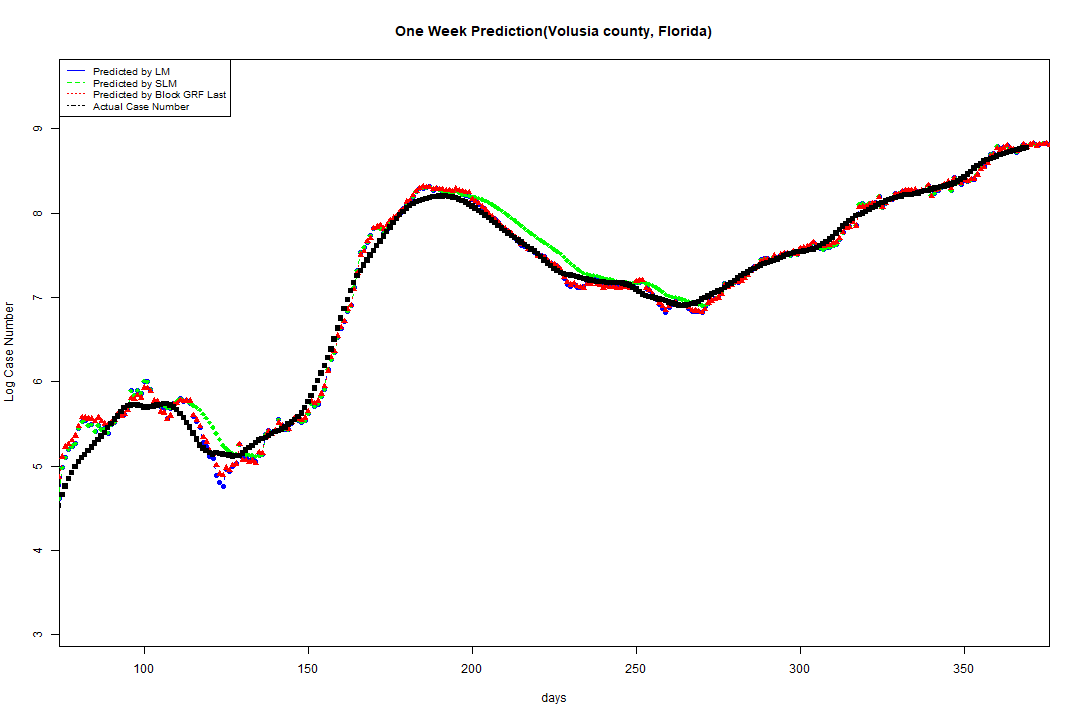 One Week Prediction(Volusia county, Florida)
Predicted by LM
Predicted by SLM
Predicted by Block GRF Last
Actual Case Number
9
8
7
6
5
4
3
Log Case Number
100 150 200 250 300 350
days